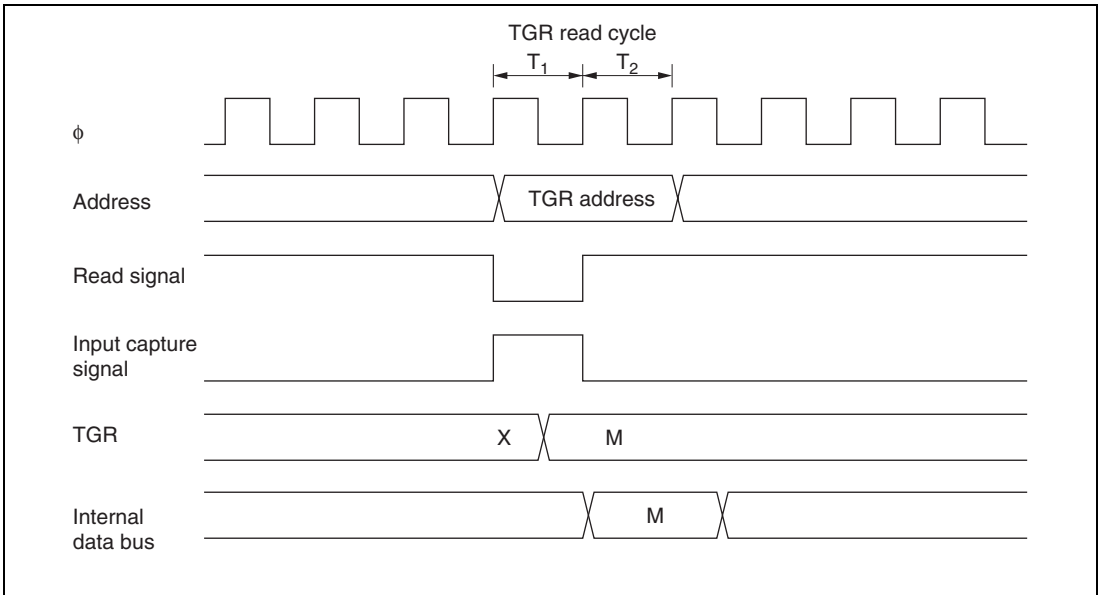 TGR read cycle
T1 T2
ϕ
Address
TGR address
Read signal
Input capture
signal
TGR
X M
Internal
data bus
M